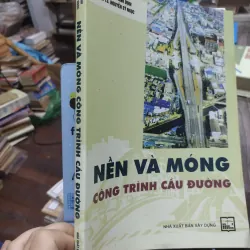 NỀN VÀ MÓNG
CÔNG TRÌNH CẦU ĐƯỜNG
NHÀ XUẤT BẢN XÂY DỰNG
NỀN VÀ MÓNG CÔNG TRÌNH CẦU ĐƯỜNG